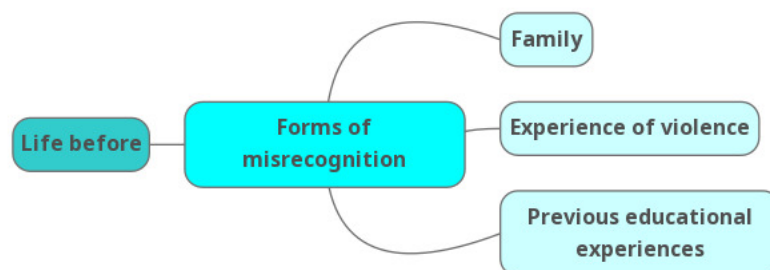 Family
Life before
Forms of
misrecognition
Experience of violence
Previous educational
experiences